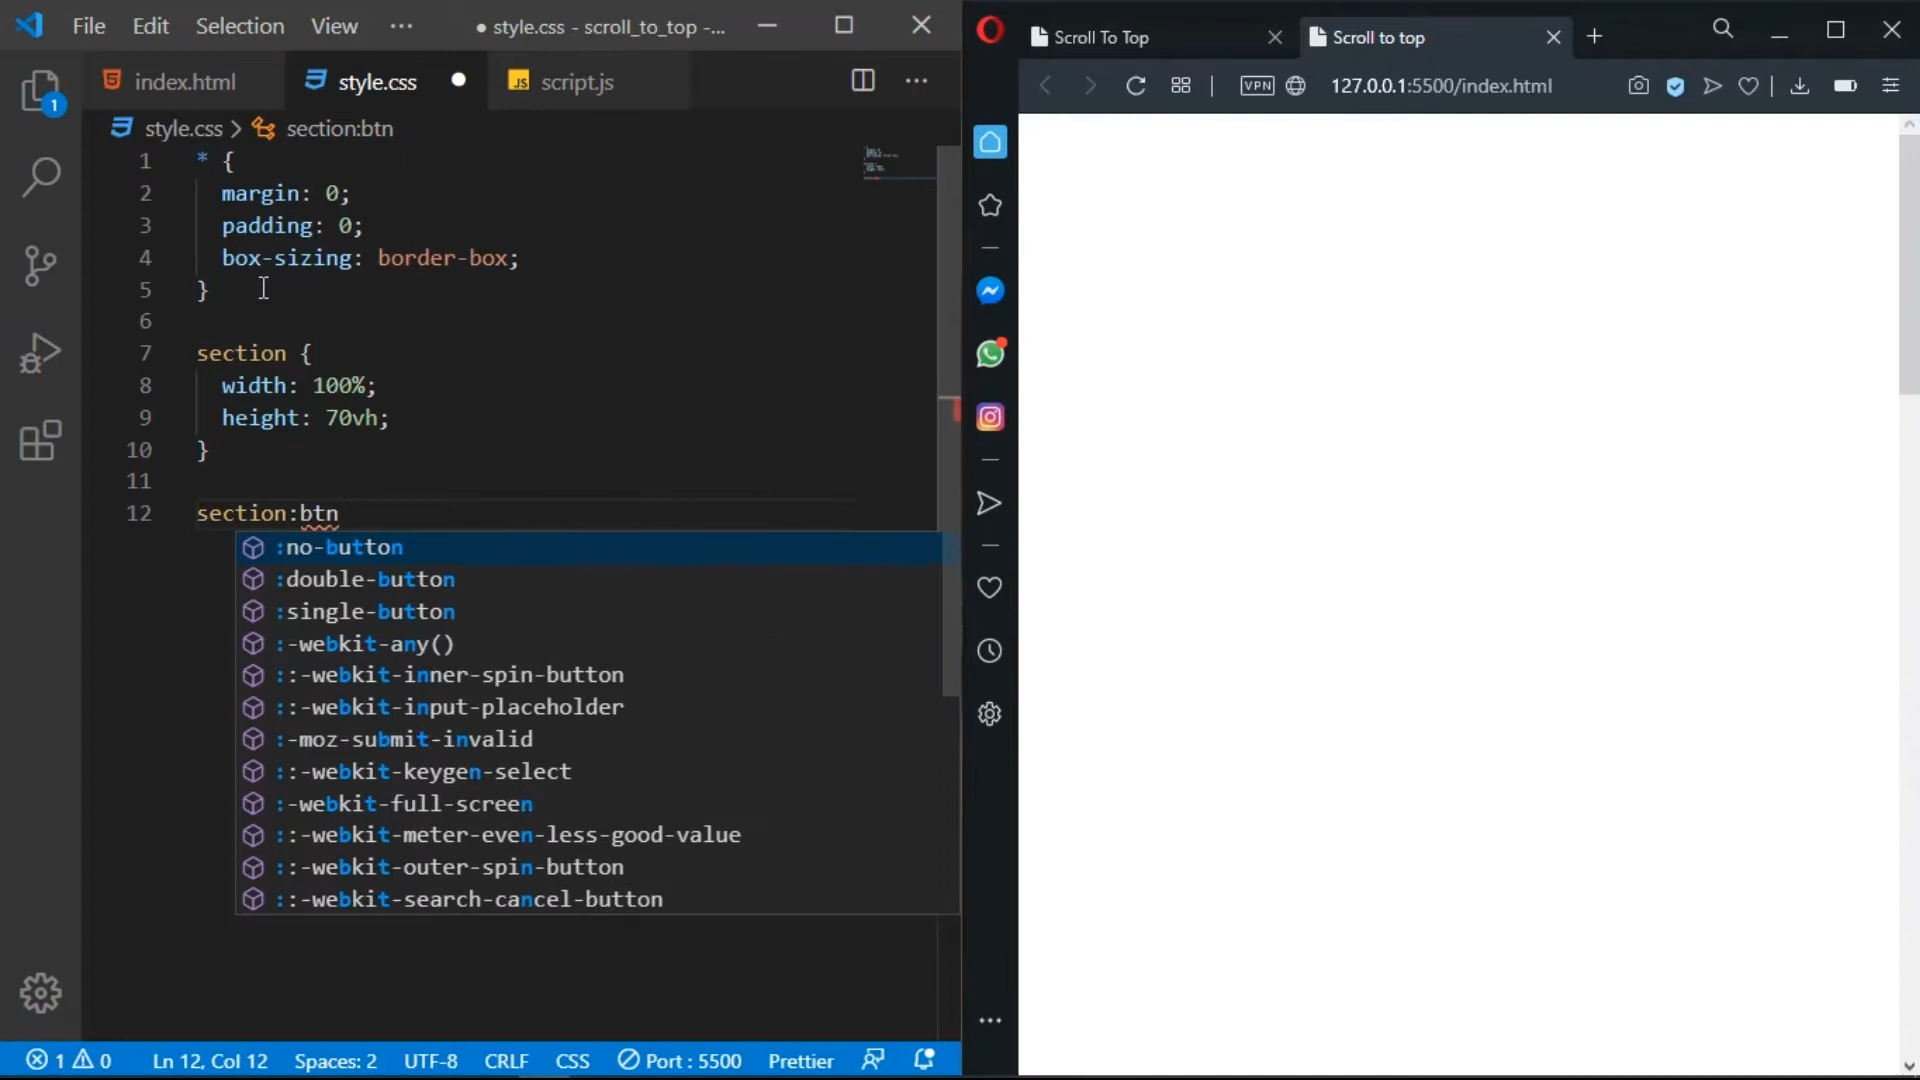 File Edit Selection View ··· ● style.css - scroll_to_top -...
index.html style.css ● JS script.js ···
style.css > section:btn
1 * {
2 margin: 0;
3 padding: 0;
4 box-sizing: border-box;
5 }
6
7 section {
8 width: 100%;
9 height: 70vh;
10 }
11
12 section:btn
:no-button
:double-button
:single-button
:-webkit-any()
::-webkit-inner-spin-button
::-webkit-input-placeholder
:-moz-submit-invalid
::-webkit-keygen-select
:-webkit-full-screen
::-webkit-meter-even-less-good-value
::-webkit-outer-spin-button
::-webkit-search-cancel-button
1
1 0 Ln 12, Col 12 Spaces: 2 UTF-8 CRLF CSS Port : 5500 Prettier
Scroll To Top Scroll to top
VPN 127.0.0.1:5500/index.html